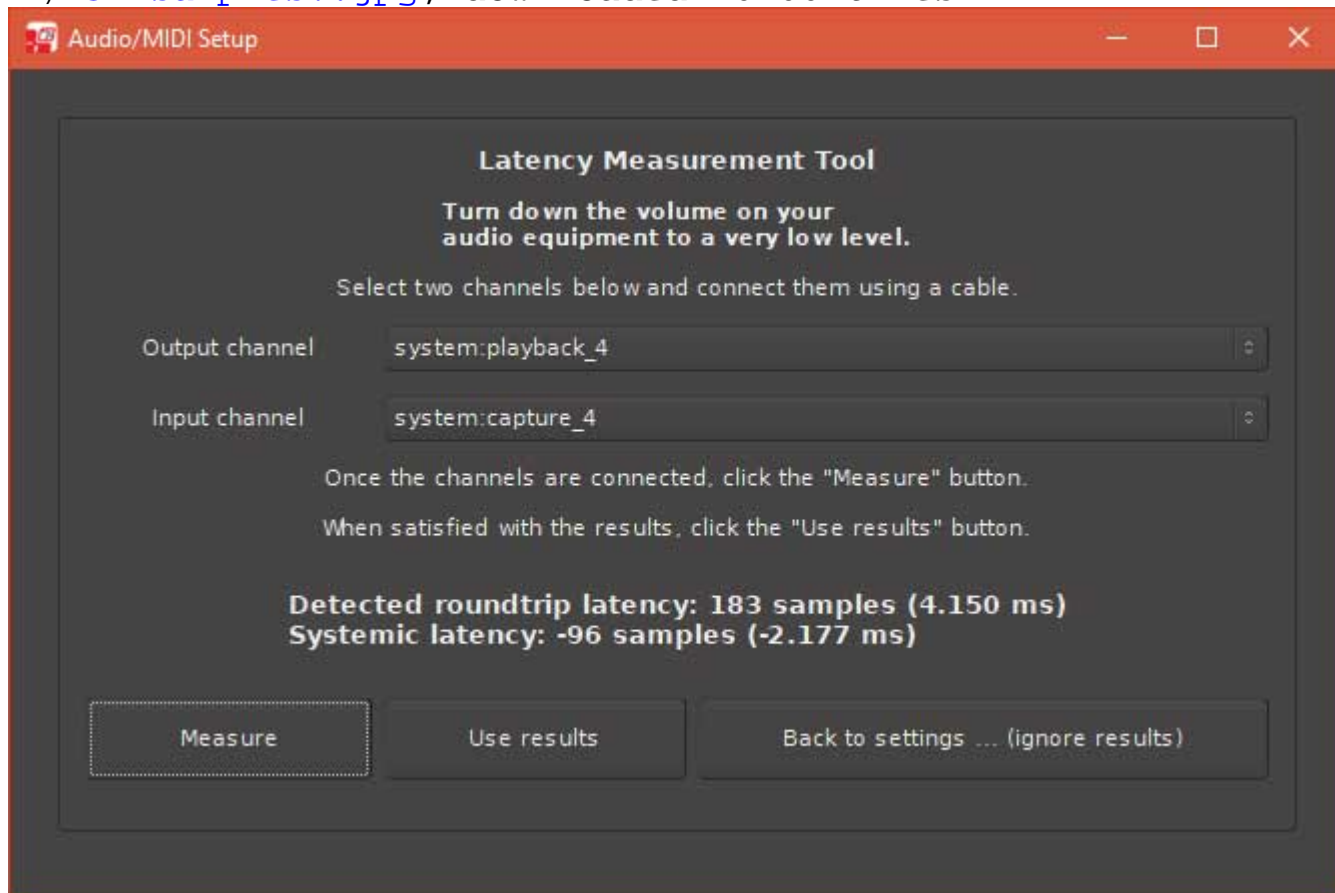 Audio/MIDI Setup
Latency Measurement Tool
Turn down the volume on your
audio equipment to a very low level.
Select two channels below and connect them using a cable.
Output channel system:playback_4
Input channel system:capture_4
Once the channels are connected, click the "Measure" button.
When satisfied with the results, click the "Use results" button.
Detected roundtrip latency: 183 samples (4.150 ms)
Systemic latency: -96 samples (-2.177 ms)
Measure Use results Back to settings ... (ignore results)